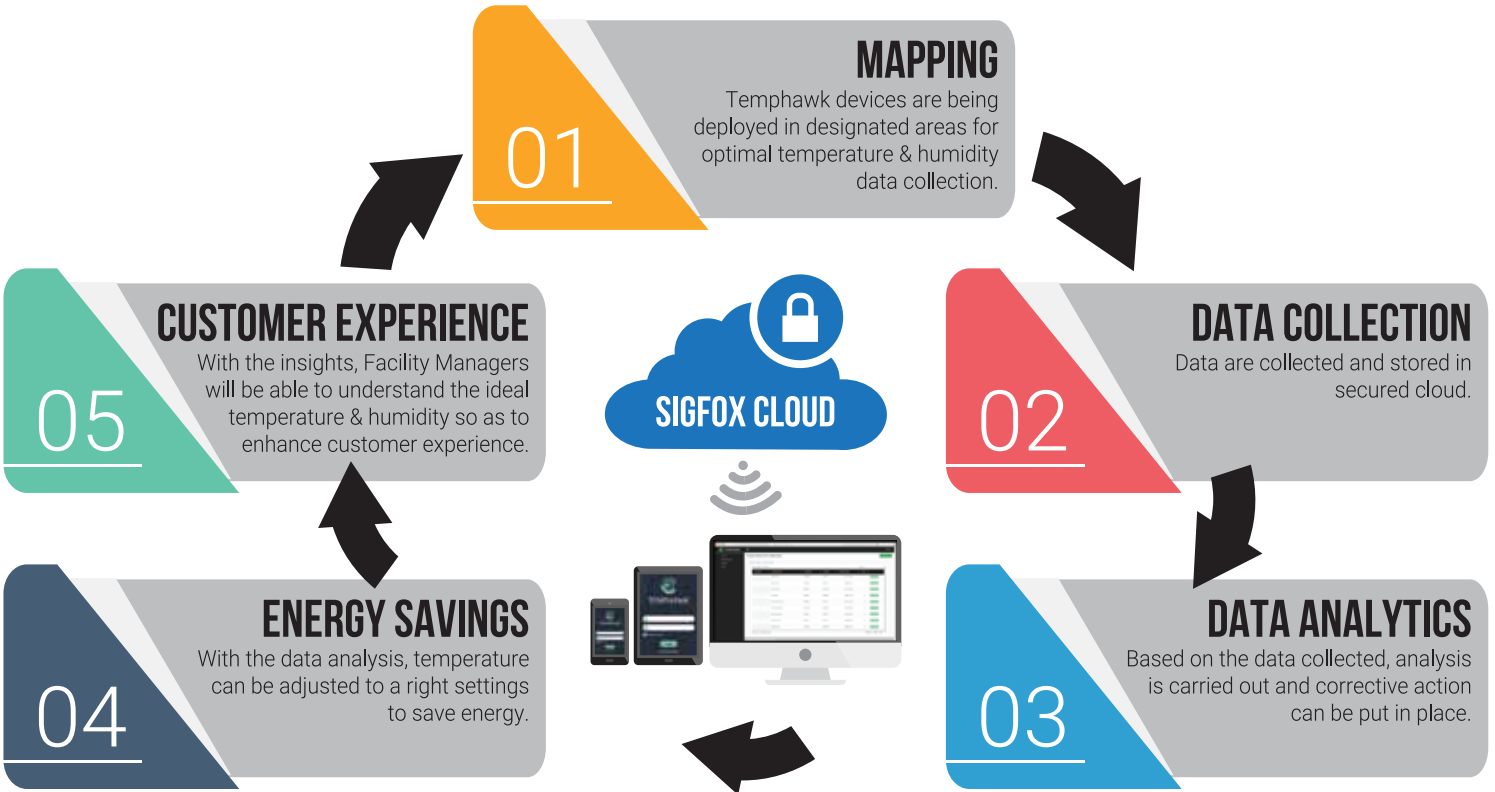 01
MAPPING
Temphawk devices are being
deployed in designated areas for
optimal temperature & humidity
data collection.
02
DATA COLLECTION
Data are collected and stored in
secured cloud.
03
DATA ANALYTICS
Based on the data collected, analysis
is carried out and corrective action
can be put in place.
04
ENERGY SAVINGS
With the data analysis, temperature
can be adjusted to a right settings
to save energy.
05
CUSTOMER EXPERIENCE
With the insights, Facility Managers
will be able to understand the ideal
temperature & humidity so as to
enhance customer experience.
SIGFOX CLOUD